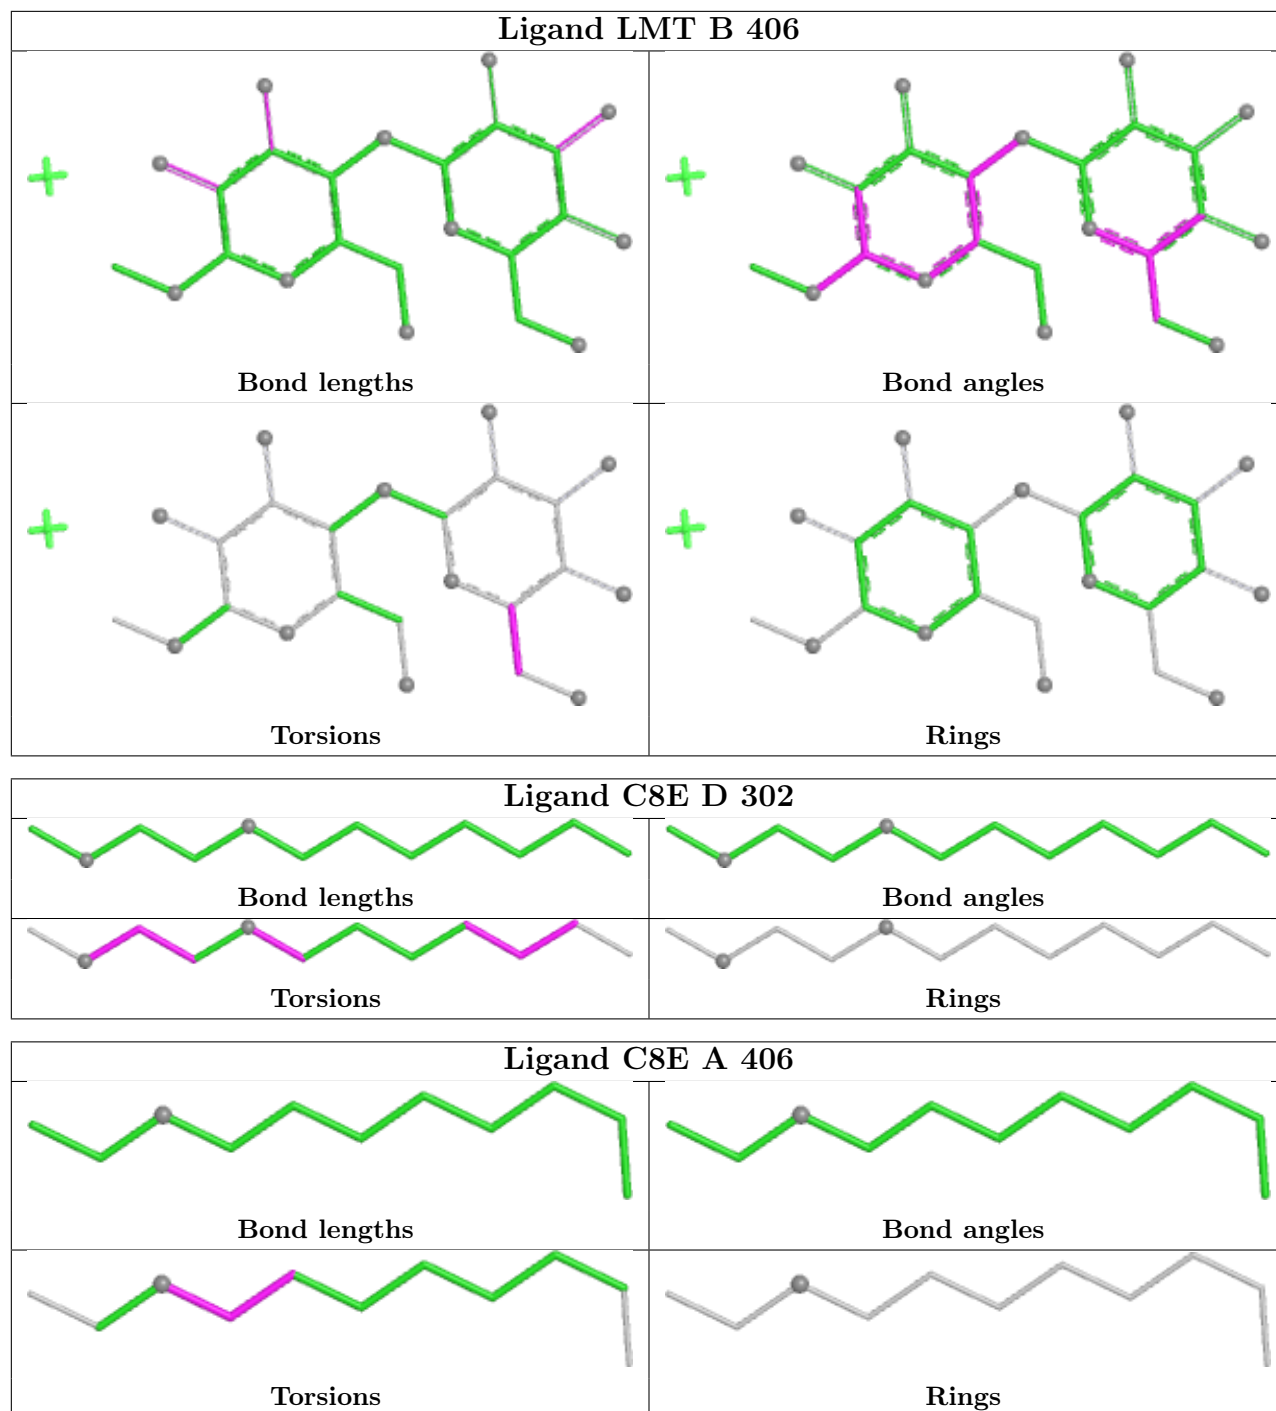 Ligand LMT B 406
Bond lengths
Bond angles
Torsions
Rings
Ligand C8E D 302
Bond lengths
Bond angles
Torsions
Rings
Ligand C8E A 406
Bond lengths
Bond angles
Torsions
Rings